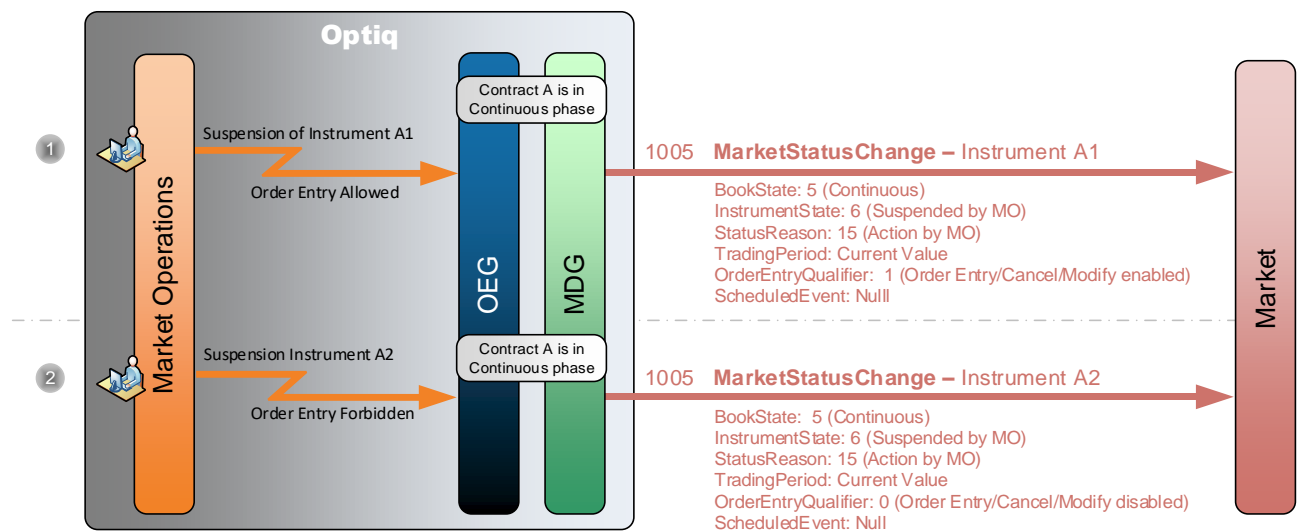 Optiq
Market Operations
OEG
MDG
Market
1
Suspension of Instrument A1
Order Entry Allowed
Contract A is in
Continuous phase
1005 MarketStatusChange – Instrument A1
BookState: 5 (Continuous)
InstrumentState: 6 (Suspended by MO)
StatusReason: 15 (Action by MO)
TradingPeriod: Current Value
OrderEntryQualifier: 1 (Order Entry/Cancel/Modify enabled)
ScheduledEvent: Nulll
2
Suspension Instrument A2
Order Entry Forbidden
Contract A is in
Continuous phase
1005 MarketStatusChange – Instrument A2
BookState: 5 (Continuous)
InstrumentState: 6 (Suspended by MO)
StatusReason: 15 (Action by MO)
TradingPeriod: Current Value
OrderEntryQualifier: 0 (Order Entry/Cancel/Modify disabled)
ScheduledEvent: Null